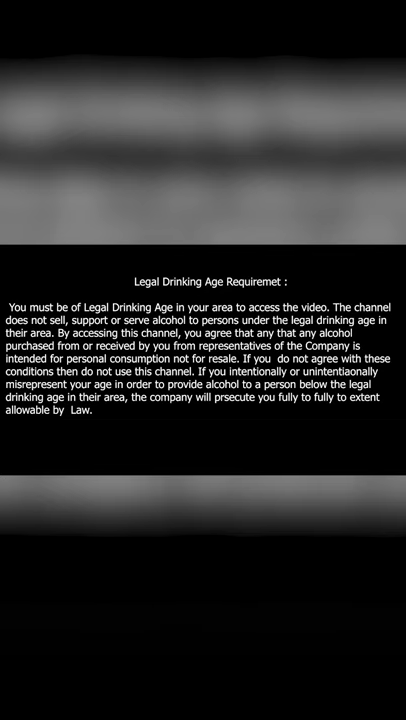 Legal Drinking Age Requiremet :
You must be of Legal Drinking Age in your area to access the video. The channel
does not sell, support or serve alcohol to persons under the legal drinking age in
their area. By accessing this channel, you agree that any that any alcohol
purchased from or received by you from representatives of the Company is
intended for personal consumption not for resale. If you  do not agree with these
conditions then do not use this channel. If you intentionally or unintentiaonally
misrepresent your age in order to provide alcohol to a person below the legal
drinking age in their area, the company will prsecute you fully to fully to extent
allowable by  Law.